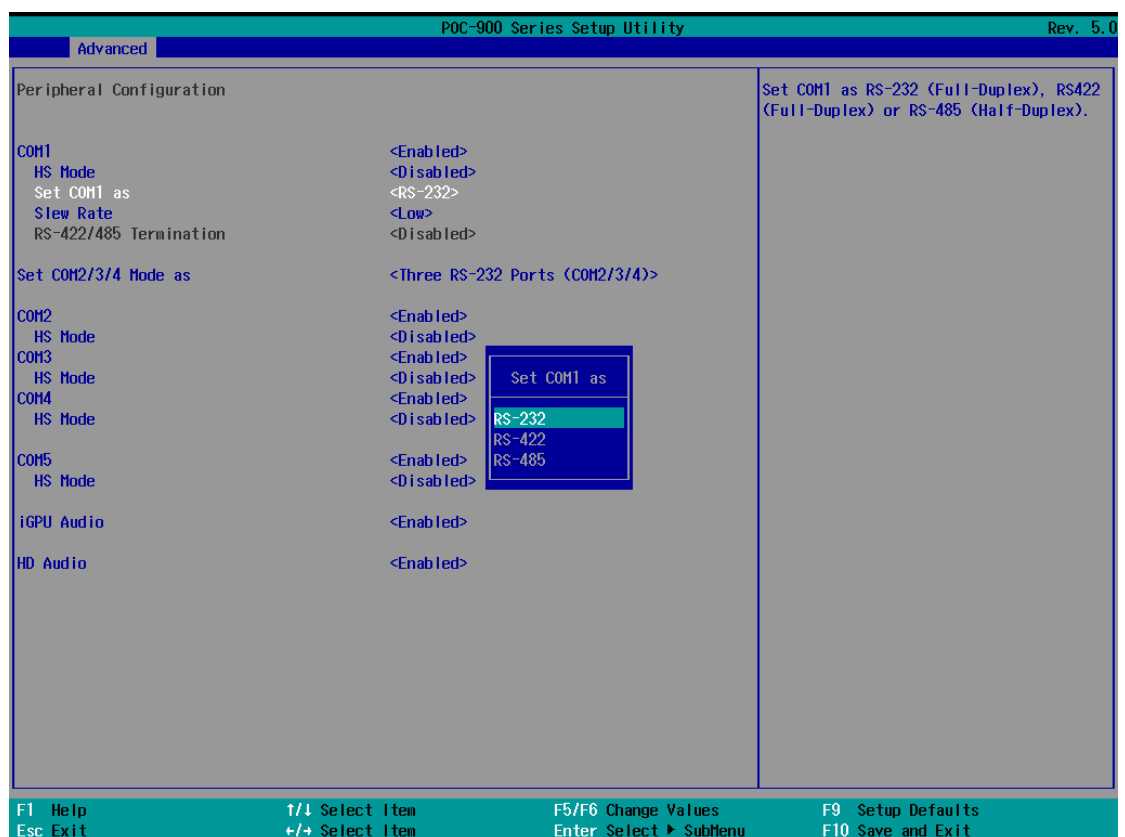 POC-900 Series Setup Utility Rev. 5.0
Advanced
Peripheral Configuration
Set COM1 as RS-232 (Full-Duplex), RS422
(Full-Duplex) or RS-485 (Half-Duplex).
COM1 <Enabled>
HS Mode <Disabled>
Set COM1 as <RS-232>
Slew Rate <Low>
RS-422/485 Termination <Disabled>
Set COM2/3/4 Mode as <Three RS-232 Ports (COM2/3/4)>
COM2 <Enabled>
HS Mode <Disabled>
COM3 <Enabled>
HS Mode <Disabled>
COM4 <Enabled>
HS Mode <Disabled>
COM5 <Enabled>
HS Mode <Disabled>
iGPU Audio <Enabled>
HD Audio <Enabled>
Set COM1 as
RS-232
RS-422
RS-485
F1 Help ↑/↓ Select Item F5/F6 Change Values F9 Setup Defaults
Esc Exit ←/→ Select Item Enter Select ► SubMenu F10 Save and Exit